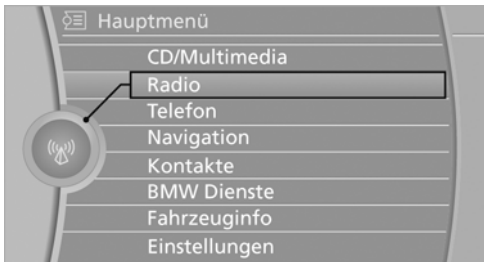 Hauptmenü
CD/Multimedia
Radio
Telefon
Navigation
Kontakte
BMW Dienste
Fahrzeuginfo
Einstellungen